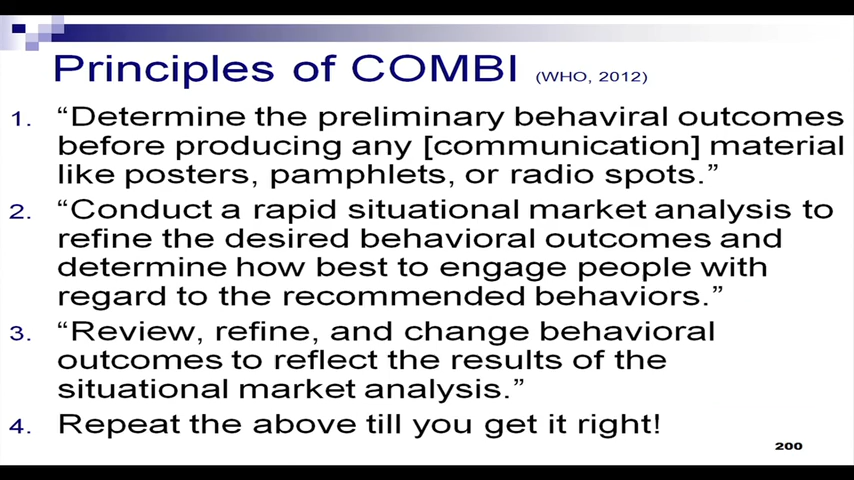 Principles of COMBI (WHO, 2012)
1. “Determine the preliminary behaviral outcomes
before producing any [communication] material
like posters, pamphlets, or radio spots.”
2. “Conduct a rapid situational market analysis to
refine the desired behavioral outcomes and
determine how best to engage people with
regard to the recommended behaviors.”
3. “Review, refine, and change behavioral
outcomes to reflect the results of the
situational market analysis.”
4. Repeat the above till you get it right!
200